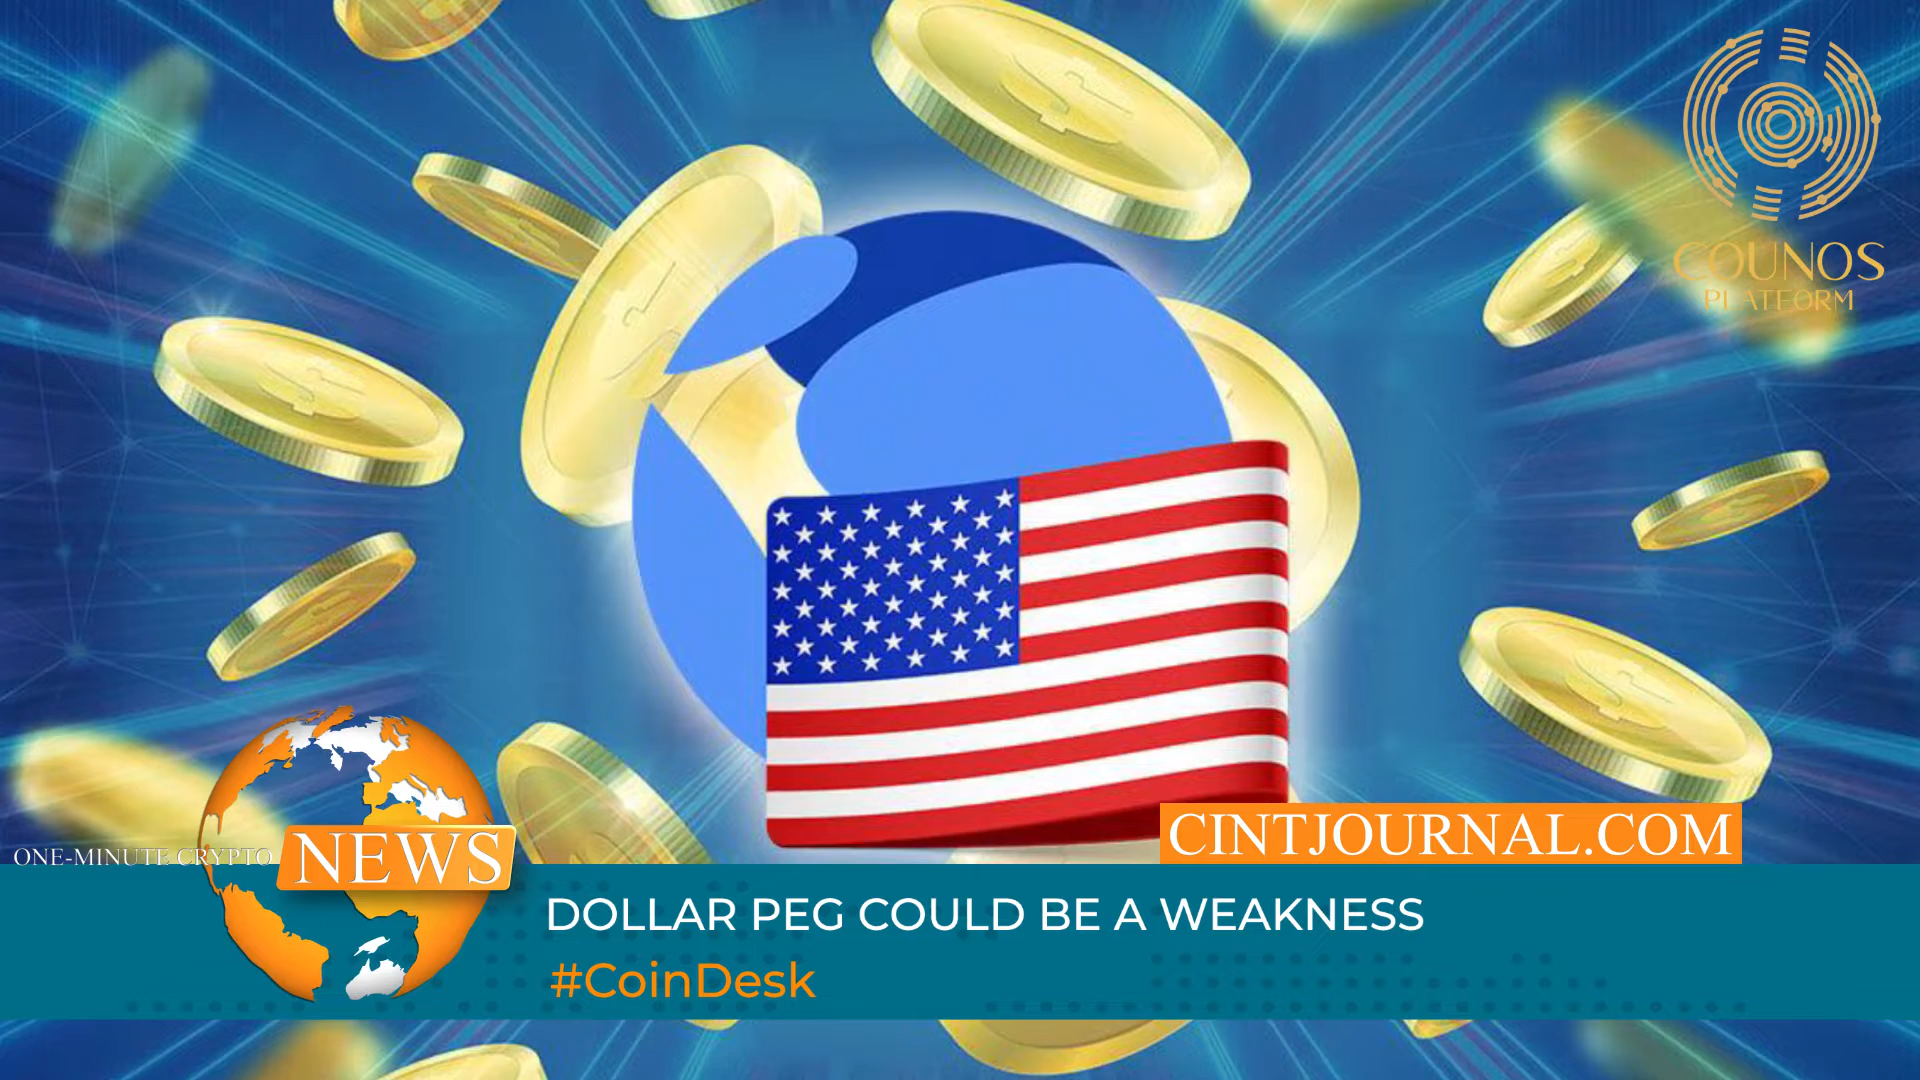 COUNOS
PLATFORM
CINTJOURNAL.COM
ONE-MINUTE CRYPTO
NEWS
DOLLAR PEG COULD BE A WEAKNESS
#CoinDesk